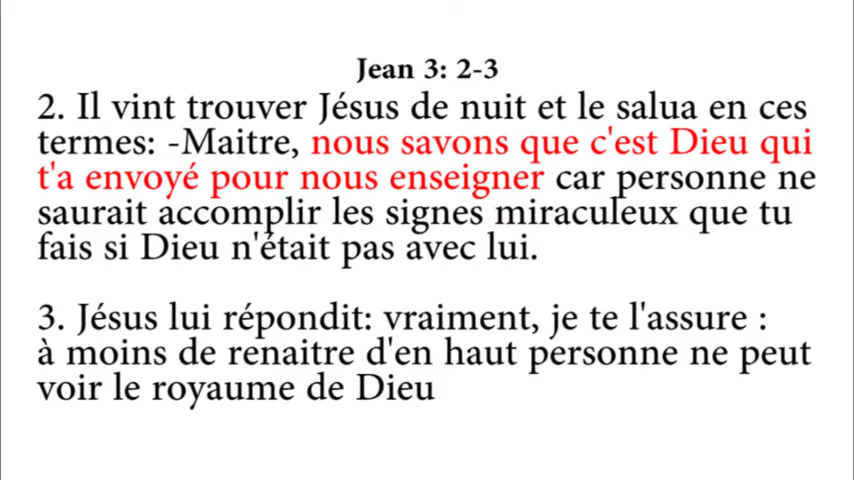 Jean 3: 2-3
2. Il vint trouver Jésus de nuit et le salua en ces
termes: -Maitre, nous savons que c'est Dieu qui
t'a envoyé pour nous enseigner car personne ne
saurait accomplir les signes miraculeux que tu
fais si Dieu n'était pas avec lui.
3. Jésus lui répondit: vraiment, je te l'assure :
à moins de renaitre d'en haut personne ne peut
voir le royaume de Dieu